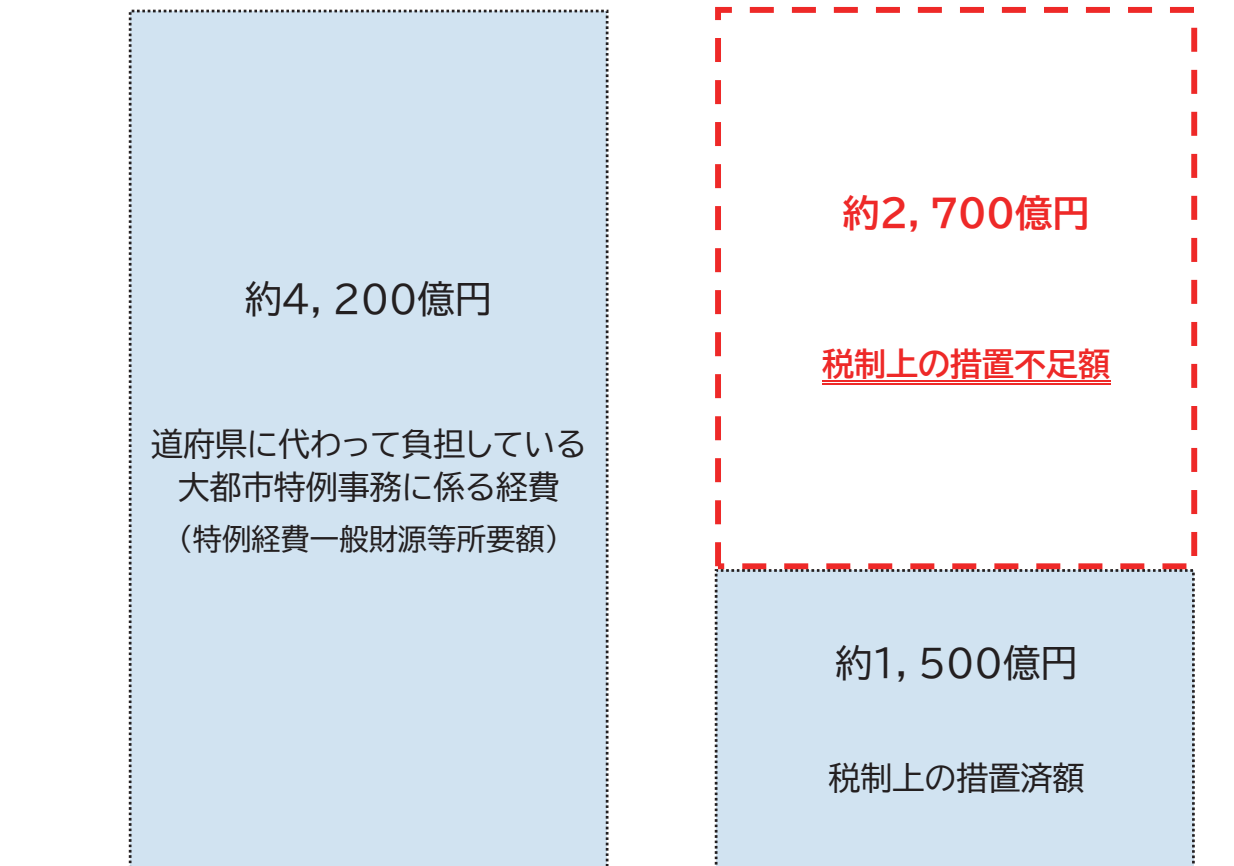 約4，200億円
道府県に代わって負担している
大都市特例事務に係る経費
（特例経費一般財源等所要額）
約2，700億円
税制上の措置不足額
約1，500億円
税制上の措置済額